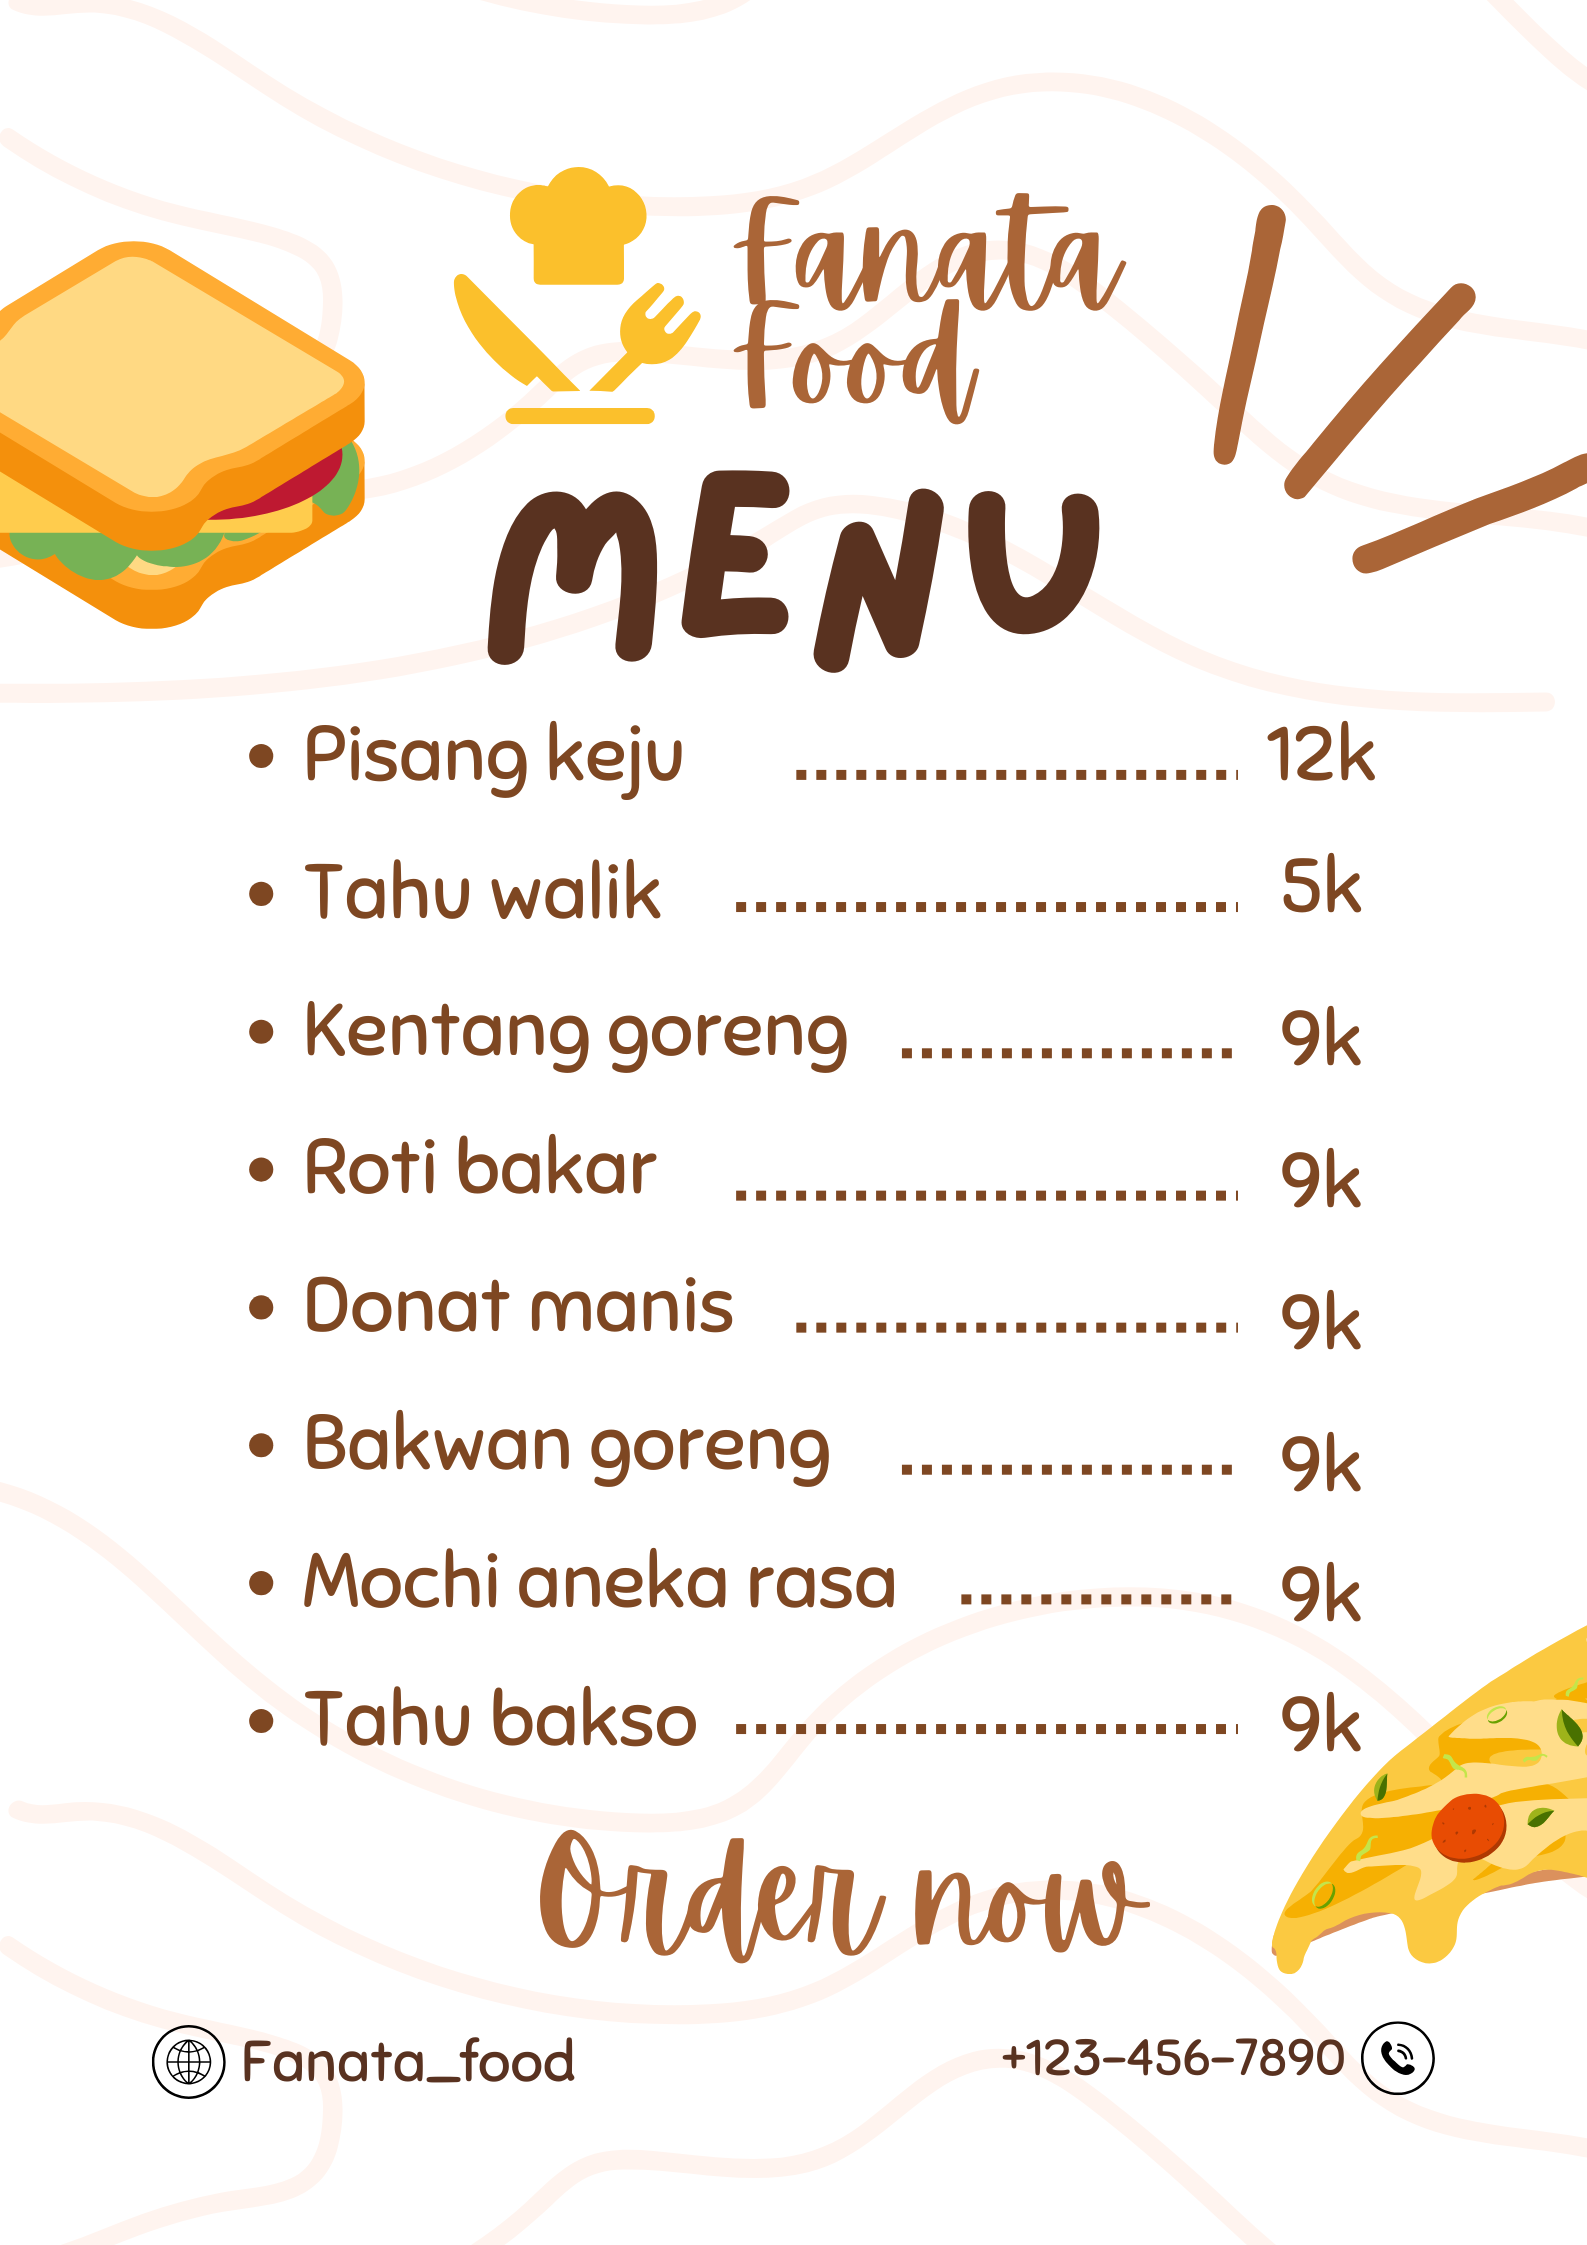 Fanata
Food
MENU
• Pisang keju ....................... 12k
• Tahu walik .......................... 5k
• Kentang goreng ................. 9k
• Roti bakar .......................... 9k
• Donat manis ....................... 9k
• Bakwan goreng ................. 9k
• Mochi aneka rasa .............. 9k
• Tahu bakso .......................... 9k
Order now
Fanata_food
+123-456-7890